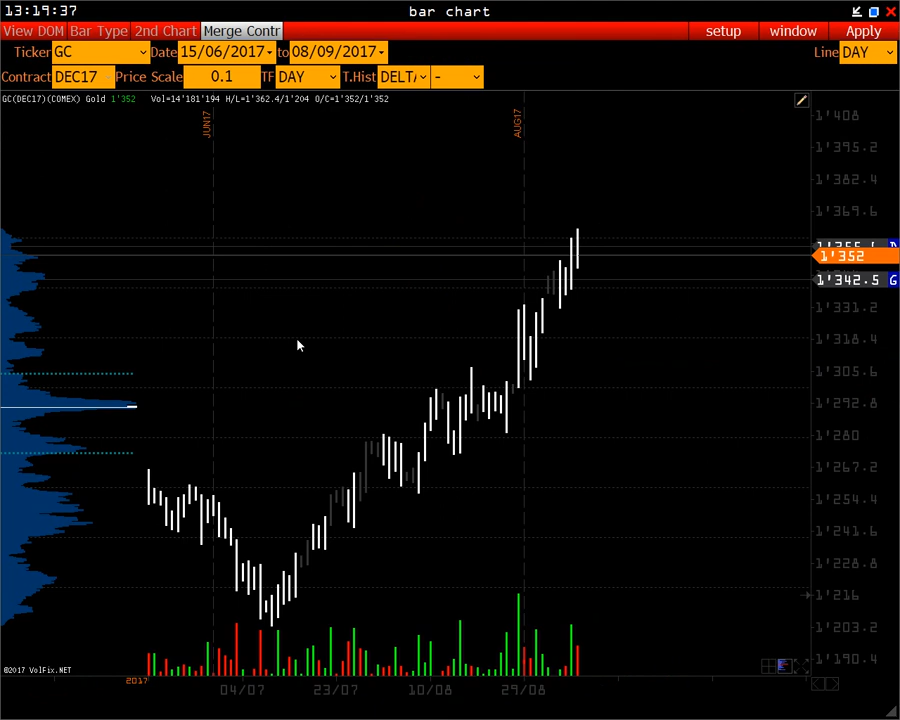 13:19:37 bar chart
View DOM Bar Type 2nd Chart Merge Contr setup window Apply
Ticker GC Date 15/06/2017 to 08/09/2017 Line DAY
Contract DEC17 Price Scale 0.1 TF DAY T.Hist DELT -
GC(DEC17)(COMEX) Gold 1'352 Vol=14'181'194 H/L=1'362.4/1'204 O/C=1'352/1'352
JUN17
AUG17
1'408
1'395.2
1'382.4
1'369.6
1'352
1'342.5 G
1'331.2
1'318.4
1'305.6
1'292.8
1'280
1'267.2
1'254.4
1'241.6
1'228.8
1'216
1'203.2
1'190.4
©2017 VolFix.NET
2017
04/07 23/07 10/08 29/08